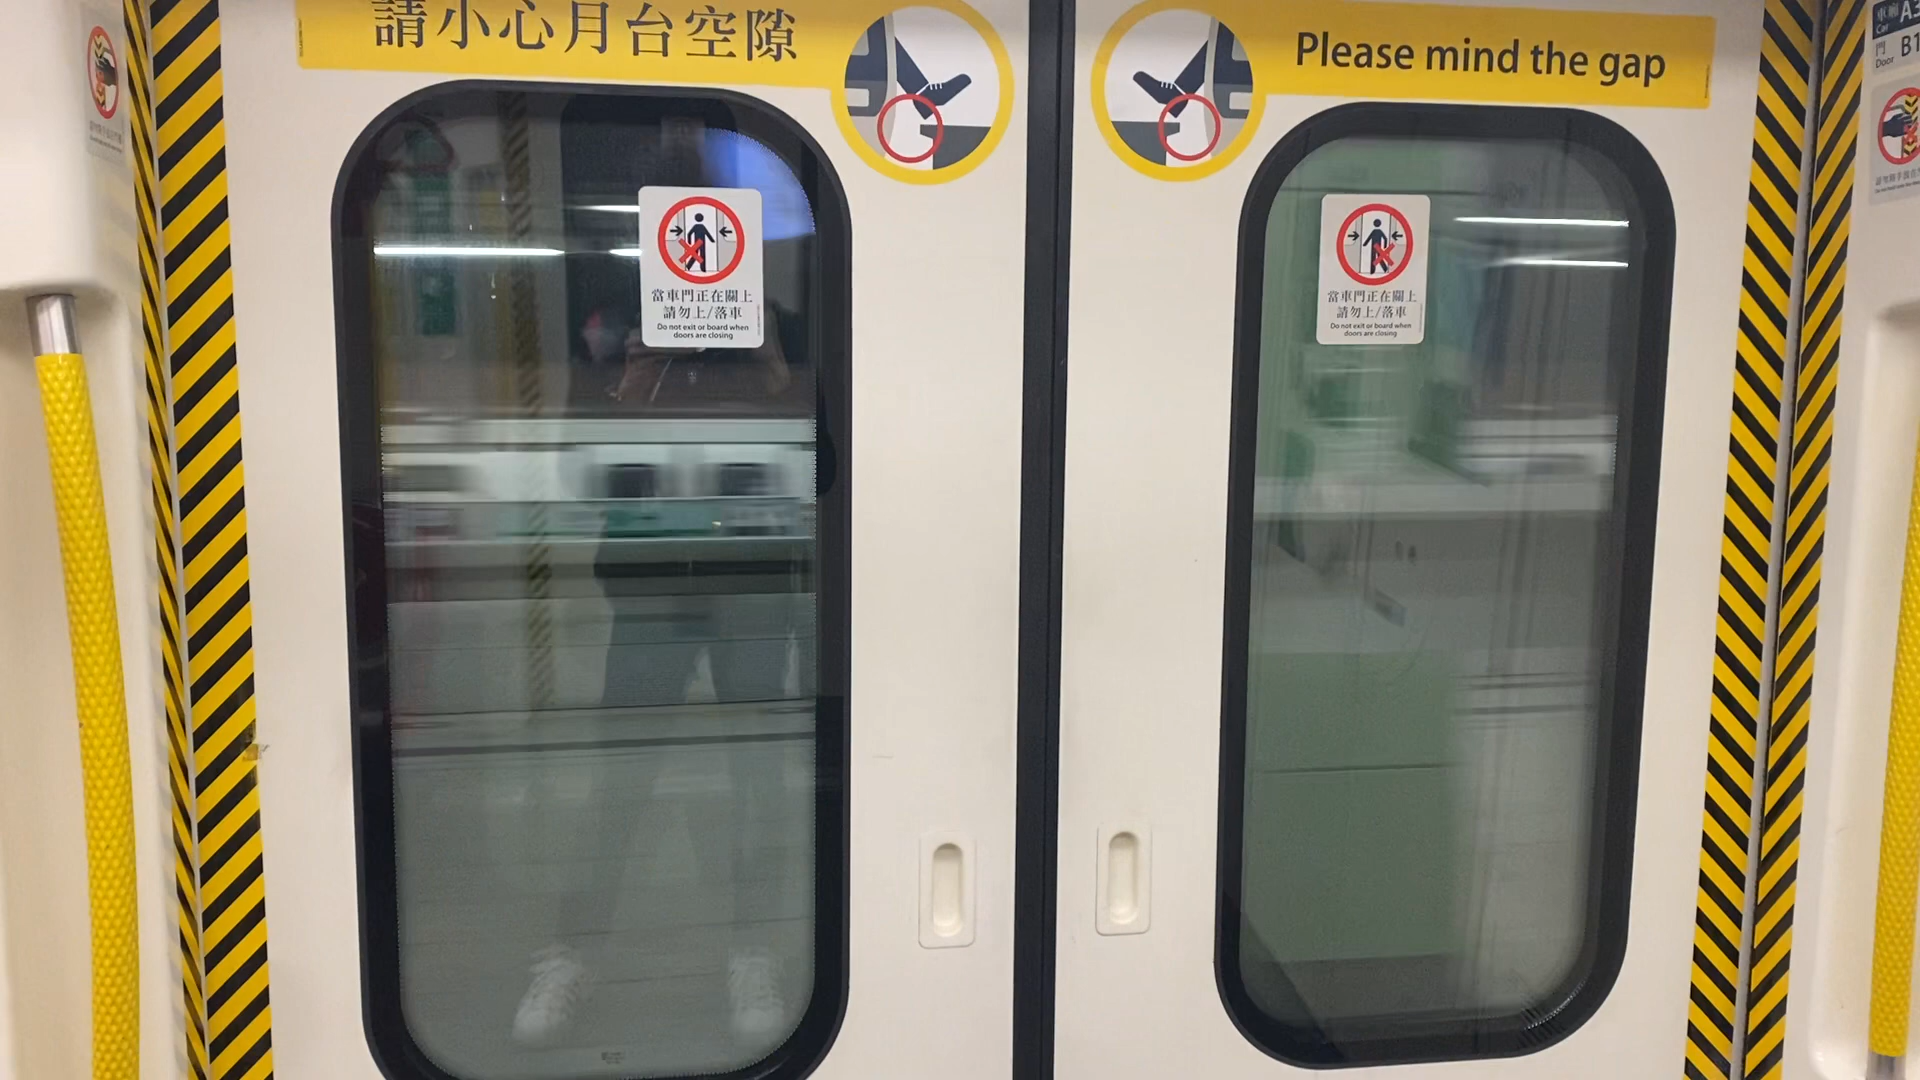 請小心月台空隙
Please mind the gap
當車門正在關上
請勿上/落車
Do not exit or board when
doors are closing
當車門正在關上
請勿上/落車
Do not exit or board when
doors are closing
車廂
Car
A3
門
Door
B1